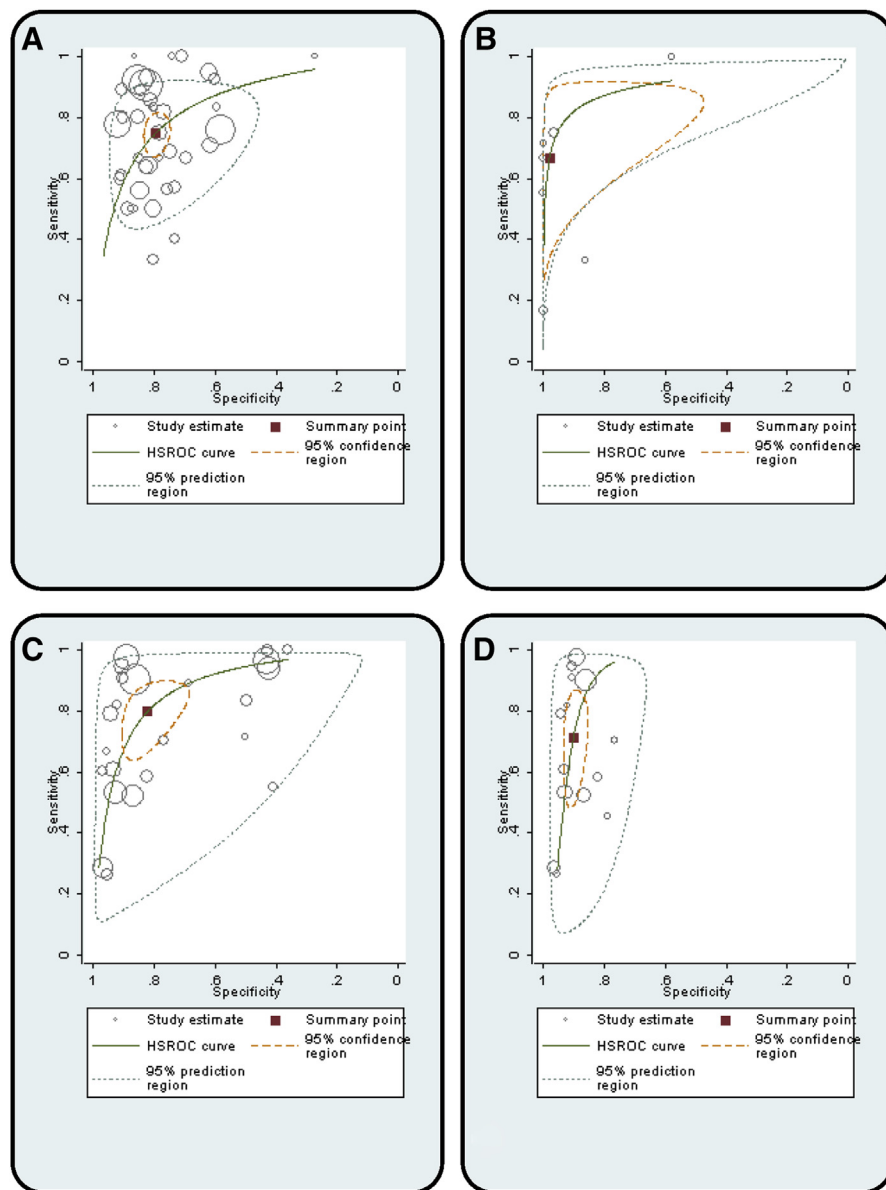 A
Sensitivity
1
.8
.6
.4
.2
0
1
.8
.6
.4
.2
0
Specificity
Study estimate
Summary point
HSROC curve
95% confidence
region
95% prediction
region
B
Sensitivity
1
.8
.6
.4
.2
0
1
.8
.6
.4
.2
0
Specificity
Study estimate
Summary point
HSROC curve
95% confidence
region
95% prediction
region
C
Sensitivity
1
.8
.6
.4
.2
0
1
.8
.6
.4
.2
0
Specificity
Study estimate
Summary point
HSROC curve
95% confidence
region
95% prediction
region
D
Sensitivity
1
.8
.6
.4
.2
0
1
.8
.6
.4
.2
0
Specificity
Study estimate
Summary point
HSROC curve
95% confidence
region
95% prediction
region